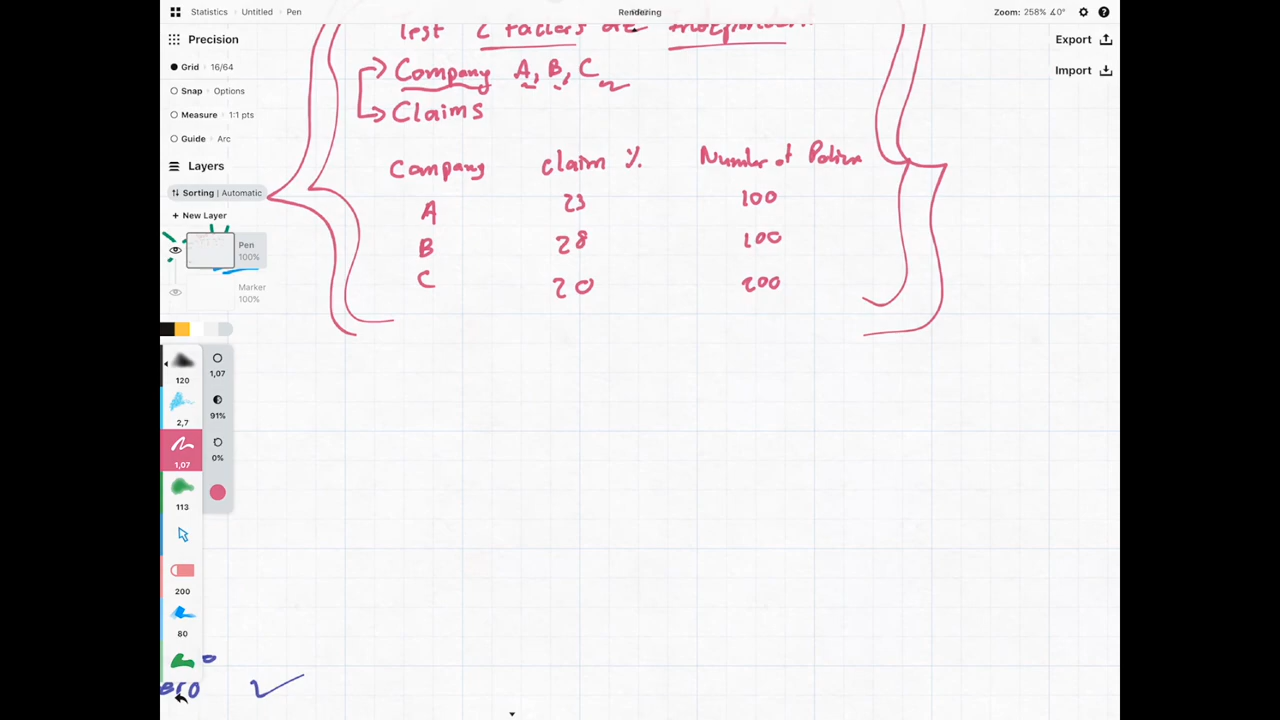 Statistics › Untitled › Pen
Rendering
Zoom: 258% ∠0°
Precision
Grid › 16/64
Snap Options
Measure › 1:1 pts
Guide › Arc
Layers
Sorting | Automatic
+ New Layer
Pen
100%
Marker
100%
120
2,7
1,07
113
200
80
1,07
91%
0%
Export
Import
Test 2 Factors are
Company A, B, C
Claims
Company claim % Number of
A 23 100
B 28 100
C 20 200